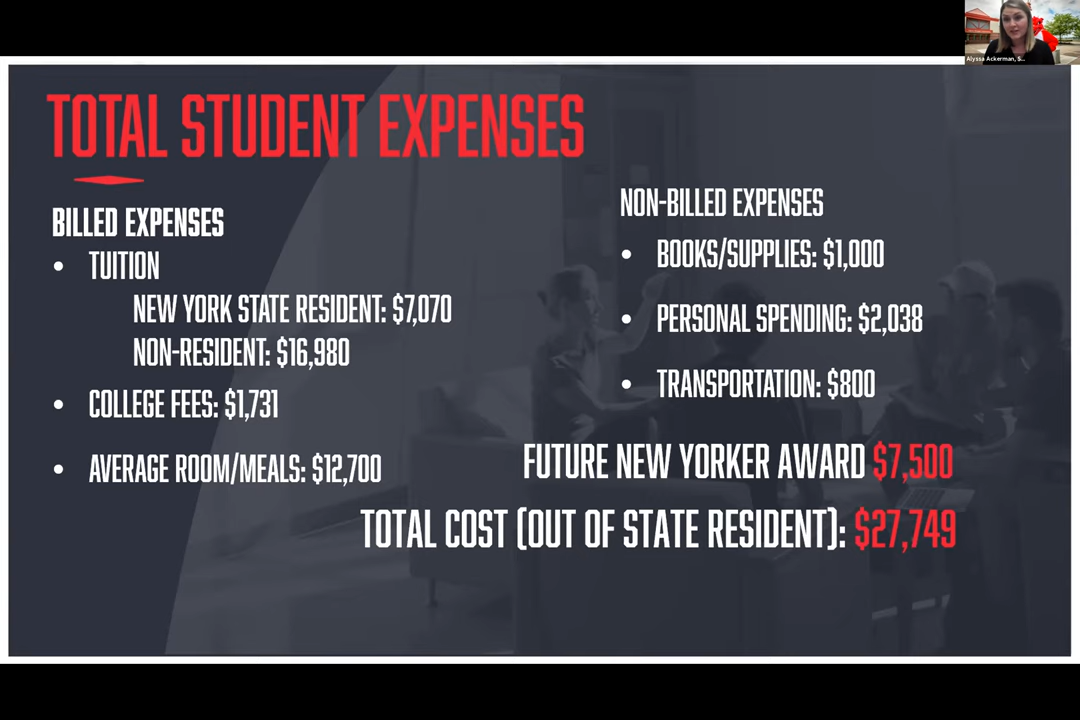 Alyssa Ackerman, S...
TOTAL STUDENT EXPENSES
BILLED EXPENSES
• TUITION
NEW YORK STATE RESIDENT: $7,070
NON-RESIDENT: $16,980
• COLLEGE FEES: $1,731
• AVERAGE ROOM/MEALS: $12,700
NON-BILLED EXPENSES
• BOOKS/SUPPLIES: $1,000
• PERSONAL SPENDING: $2,038
• TRANSPORTATION: $800
FUTURE NEW YORKER AWARD $7,500
TOTAL COST (OUT OF STATE RESIDENT): $27,749